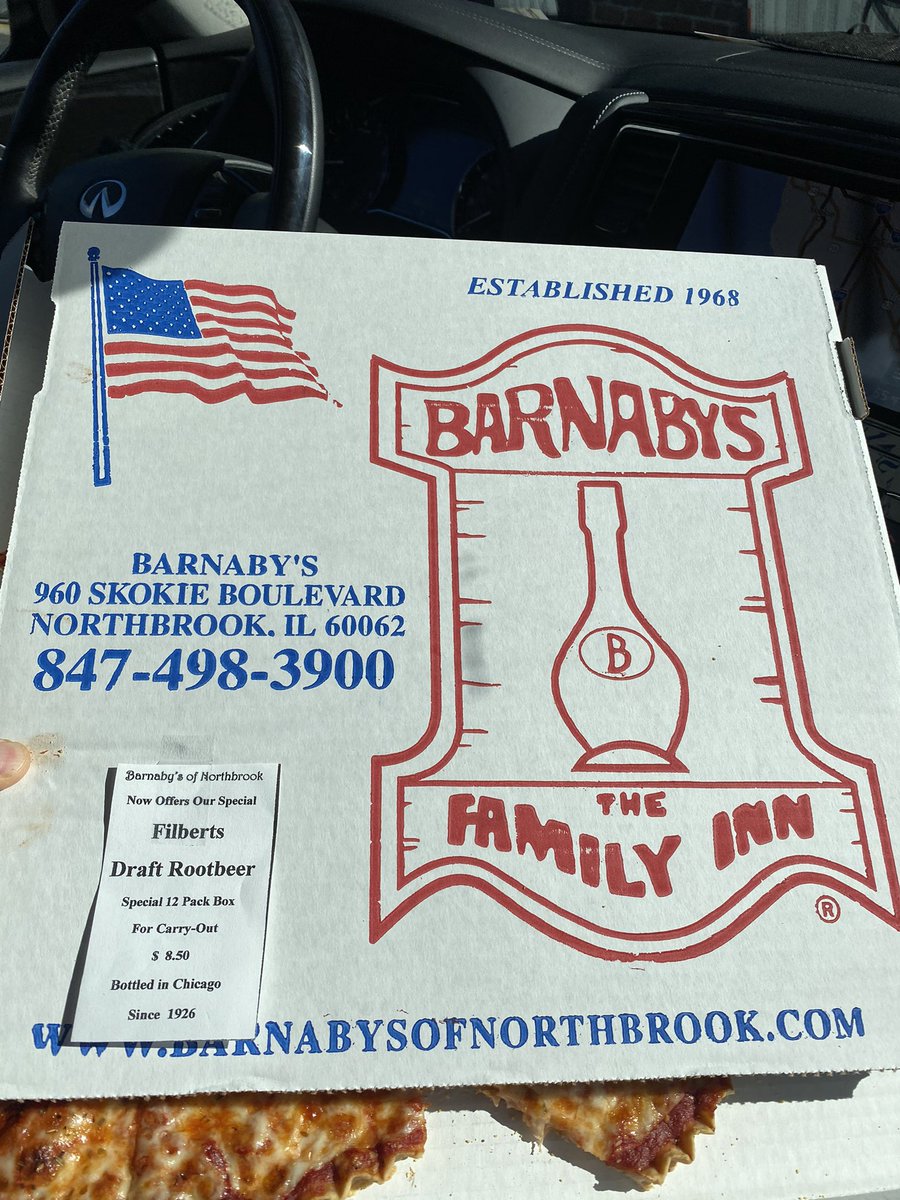 ESTABLISHED 1968
BARNABYS
B
THE
FAMILY INN
®
BARNABY'S
960 SKOKIE BOULEVARD
NORTHBROOK. IL 60062
847-498-3900
Barnaby's of Northbrook
Now Offers Our Special
Filberts
Draft Rootbeer
Special 12 Pack Box
For Carry-Out
$ 8.50
Bottled in Chicago
Since 1926
WWW.BARNABYSOFNORTHBROOK.COM